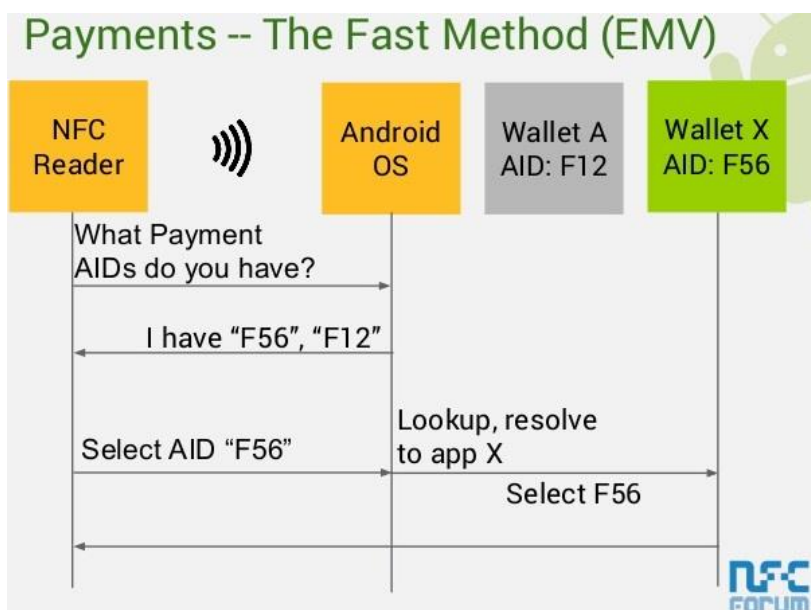 Payments -- The Fast Method (EMV)
NFC
Reader
Android
OS
Wallet A
AID: F12
Wallet X
AID: F56
What Payment
AIDs do you have?
I have “F56”, “F12”
Select AID “F56”
Lookup, resolve
to app X
Select F56
NFC
FORUM